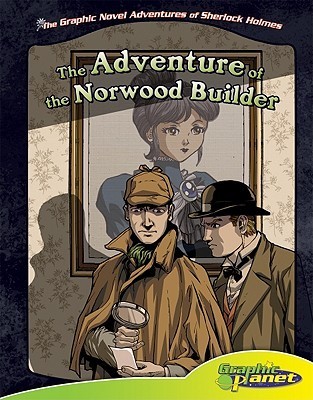 The Graphic Novel Adventures of Sherlock Holmes
The Adventure of
the Norwood Builder
Graphic
planet